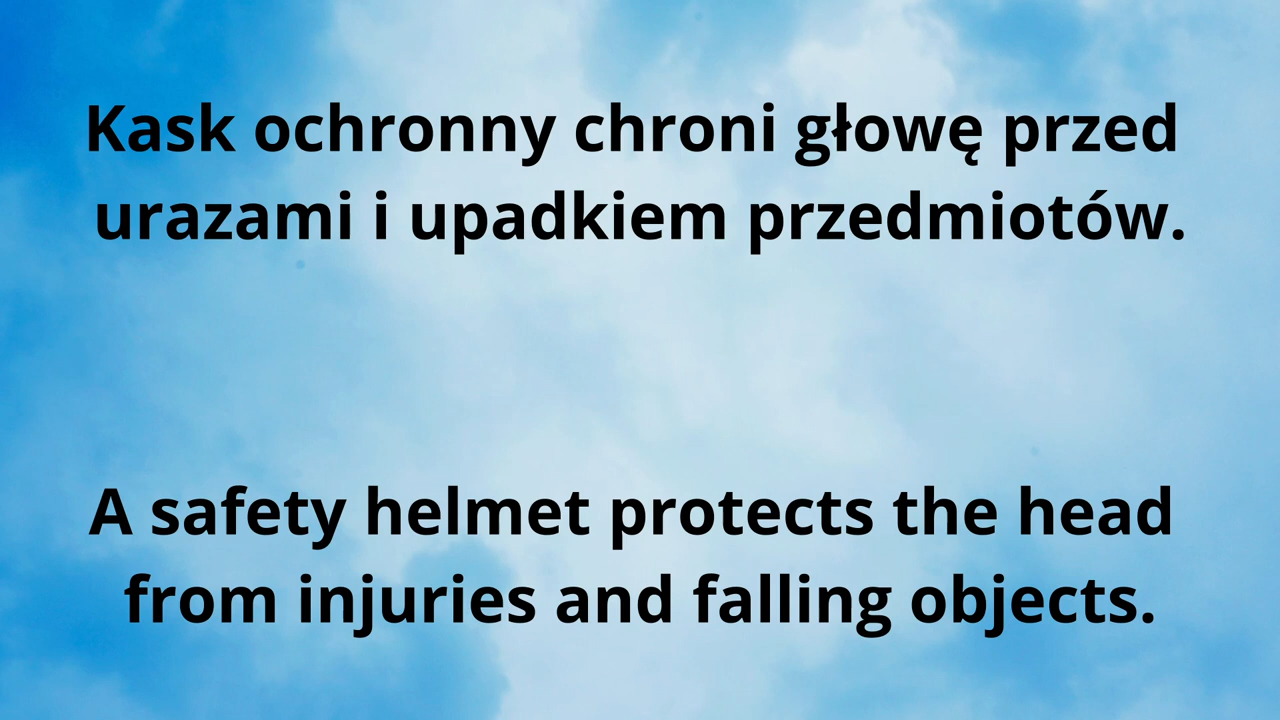 Kask ochronny chroni głowę przed
urazami i upadkiem przedmiotów.
A safety helmet protects the head
from injuries and falling objects.